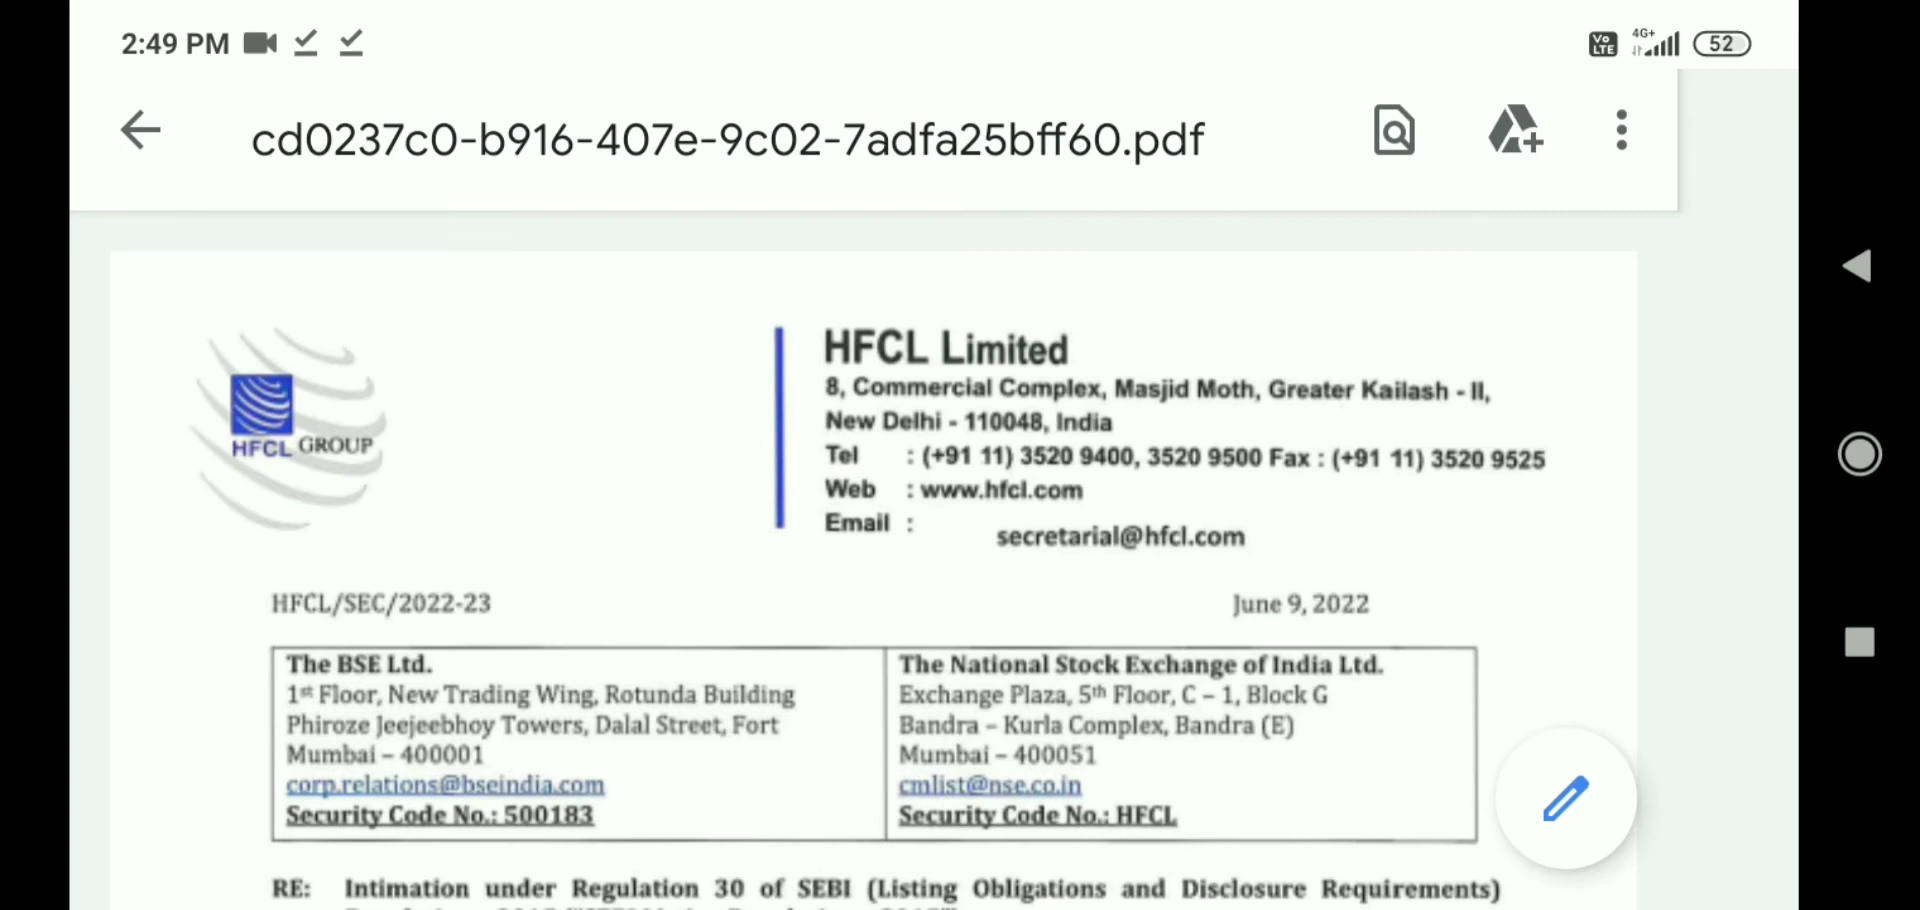 2:49 PM
Vo LTE 4G+ 52
cd0237c0-b916-407e-9c02-7adfa25bff60.pdf
HFCL GROUP
HFCL Limited
8, Commercial Complex, Masjid Moth, Greater Kailash - II,
New Delhi - 110048, India
Tel : (+91 11) 3520 9400, 3520 9500 Fax : (+91 11) 3520 9525
Web : www.hfcl.com
Email :
secretarial@hfcl.com
HFCL/SEC/2022-23
June 9, 2022
The BSE Ltd.
1st Floor, New Trading Wing, Rotunda Building
Phiroze Jeejeebhoy Towers, Dalal Street, Fort
Mumbai – 400001
corp.relations@bseindia.com
Security Code No.: 500183
The National Stock Exchange of India Ltd.
Exchange Plaza, 5th Floor, C – 1, Block G
Bandra – Kurla Complex, Bandra (E)
Mumbai – 400051
cmlist@nse.co.in
Security Code No.: HFCL
RE: Intimation under Regulation 30 of SEBI (Listing Obligations and Disclosure Requirements)